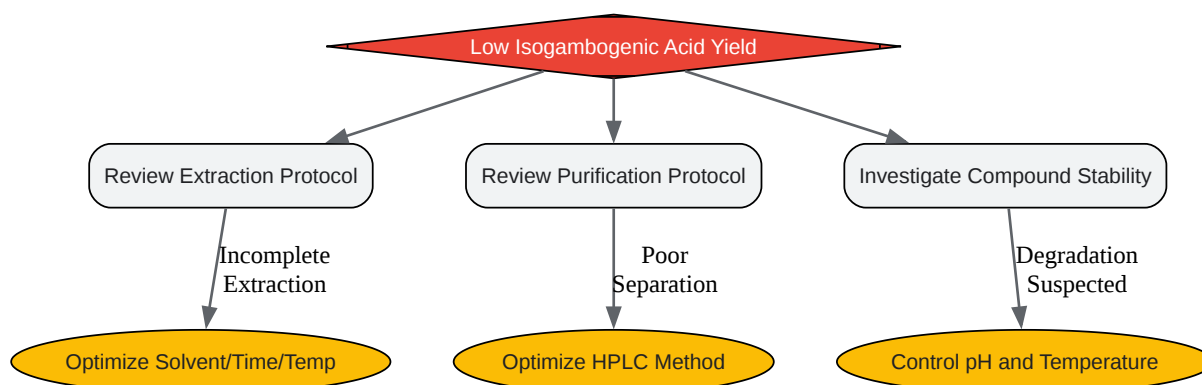 Low Isogambogenic Acid Yield
Review Extraction Protocol
Review Purification Protocol
Investigate Compound Stability
Incomplete
Extraction
Poor
Separation
Degradation
Suspected
Optimize Solvent/Time/Temp
Optimize HPLC Method
Control pH and Temperature